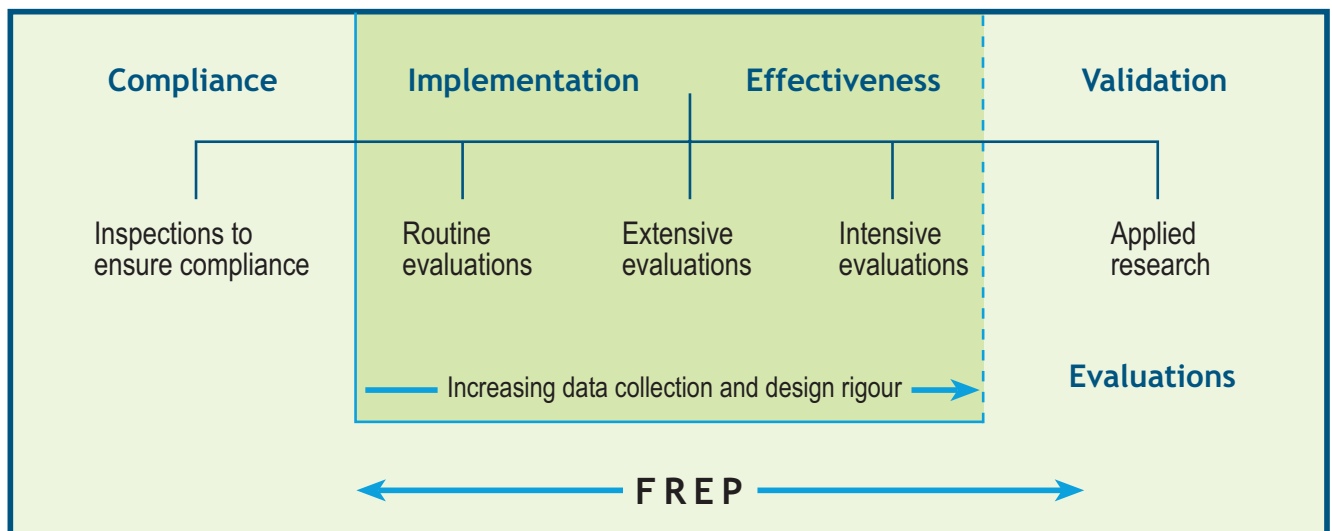 Compliance
Implementation
Effectiveness
Validation
Inspections to
ensure compliance
Routine
evaluations
Extensive
evaluations
Intensive
evaluations
Applied
research
Increasing data collection and design rigour
Evaluations
FREP